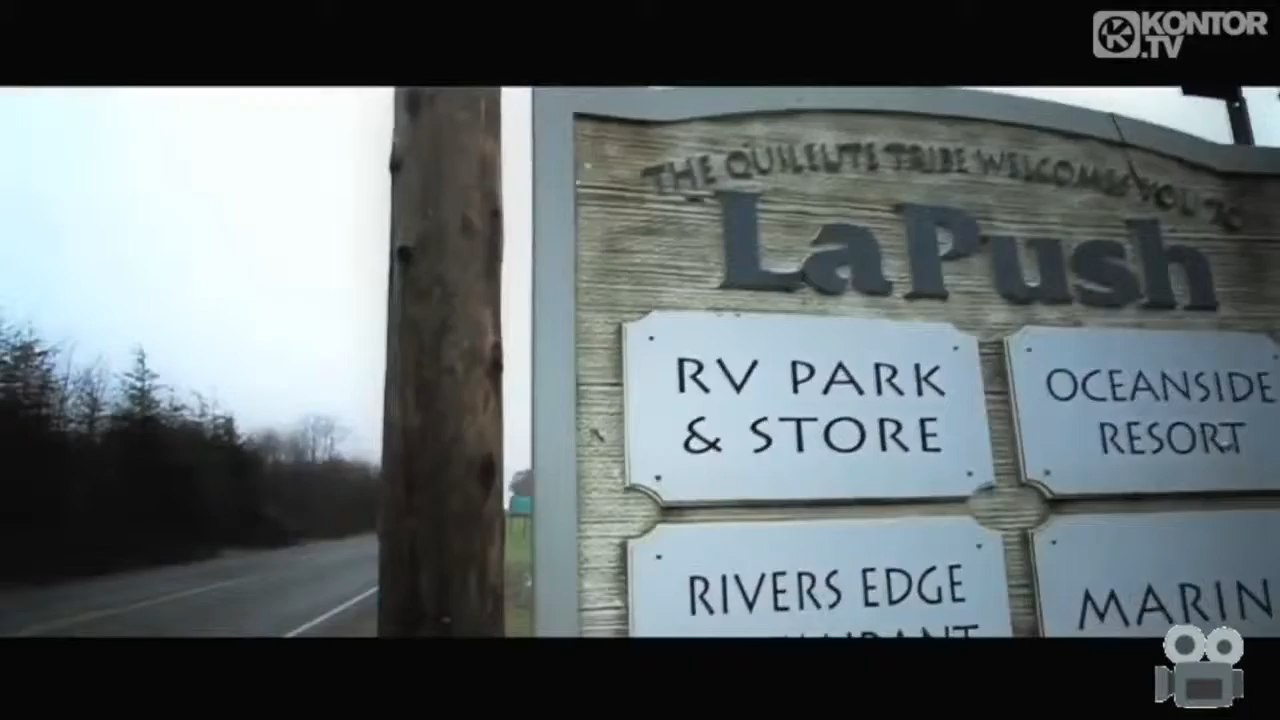 KONTOR
.TV
THE QUILEUTE TRIBE WELCOMES YOU TO
LaPush
RV PARK
& STORE
OCEANSIDE
RESORT
RIVERS EDGE
MARIN